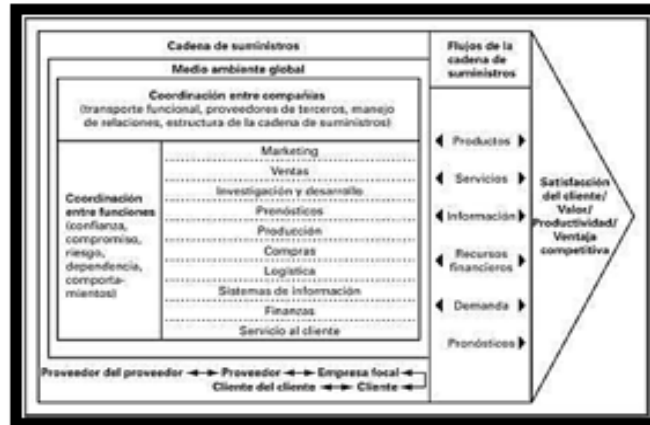 Cadena de suministros
Medio ambiente global
Coordinación entre compañías
(transporte funcional, proveedores de terceros, manejo
de relaciones, estructura de la cadena de suministros)
Coordinación
entre funciones
(confianza,
compromiso,
riesgo,
dependencia,
comporta-
mientos)
Marketing
Ventas
Investigación y desarrollo
Pronósticos
Producción
Compras
Logística
Sistemas de información
Finanzas
Servicio al cliente
Proveedor del proveedor Proveedor Empresa focal
Cliente del cliente Cliente
Flujos de la
cadena de
suministros
Productos
Servicios
Información
Recursos
financieros
Demanda
Pronósticos
Satisfacción
del cliente/
Valor/
Productividad/
Ventaja
competitiva